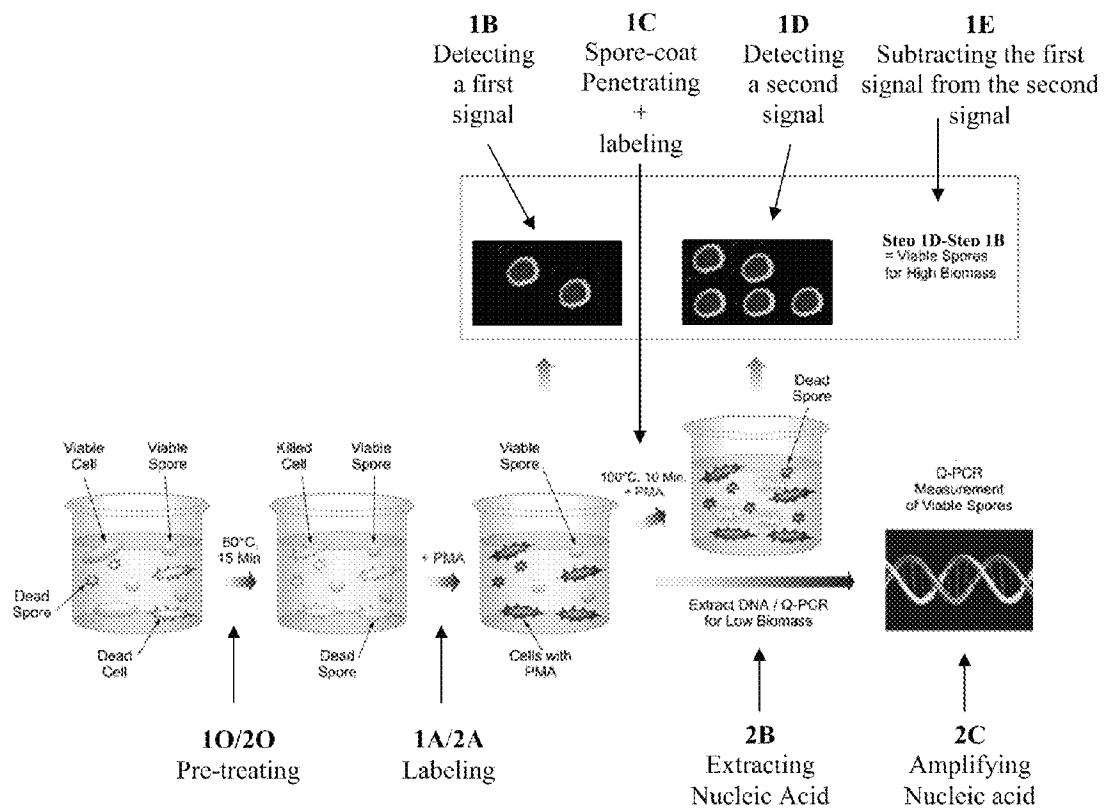 1B
Detecting
a first
signal
1C
Spore-coat
Penetrating
+
labeling
1D
Detecting
a second
signal
1E
Subtracting the first
signal from the second
signal
Step 1D-Step 1B
= Viable Spores
for High Biomass
Viable
Cell
Viable
Spore
Dead
Spore
Dead
Cell
80°C,
15 Min
Killed
Cell
Viable
Spore
Dead
Spore
+ PMA
Viable
Spore
Cells with
PMA
100°C, 10 Min.
+ PMA
Dead
Spore
Extract DNA / Q-PCR
for Low Biomass
Q-PCR
Measurement
of Viable Spores
1O/2O
Pre-treating
1A/2A
Labeling
2B
Extracting
Nucleic Acid
2C
Amplifying
Nucleic acid